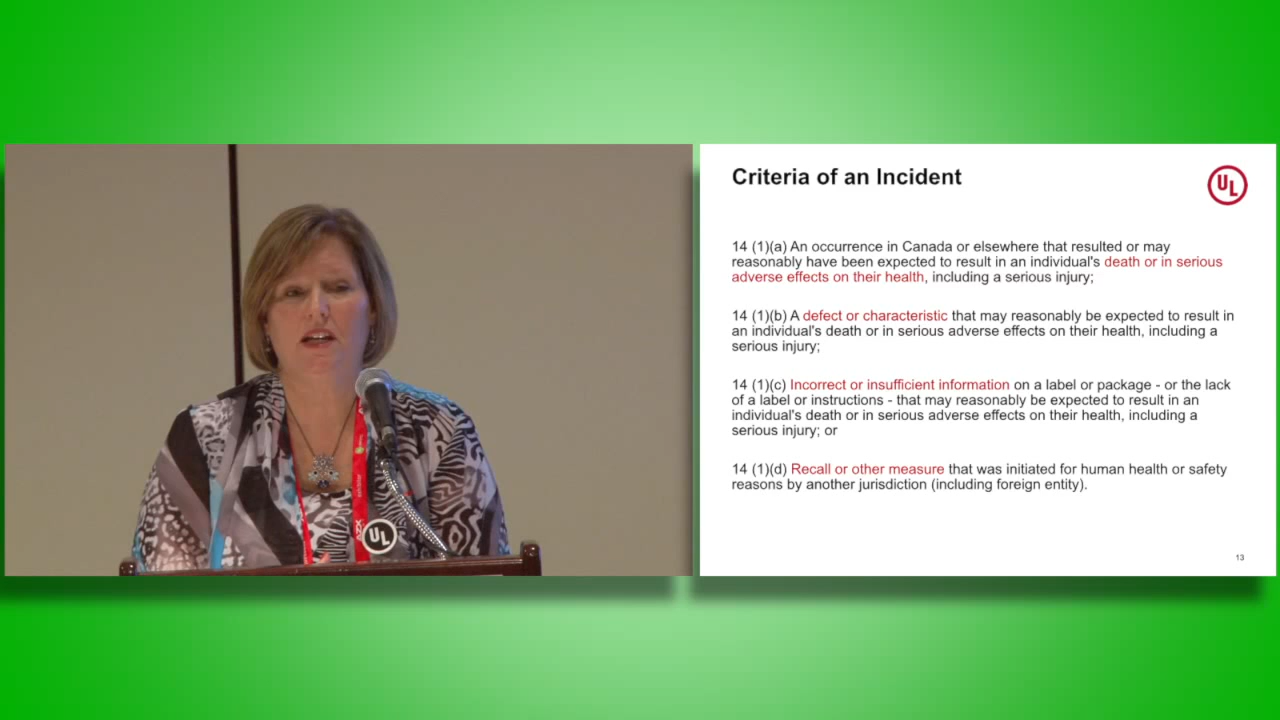 Criteria of an Incident
UL
14 (1)(a) An occurrence in Canada or elsewhere that resulted or may
reasonably have been expected to result in an individual's death or in serious
adverse effects on their health, including a serious injury;
14 (1)(b) A defect or characteristic that may reasonably be expected to result in
an individual's death or in serious adverse effects on their health, including a
serious injury;
14 (1)(c) Incorrect or insufficient information on a label or package - or the lack
of a label or instructions - that may reasonably be expected to result in an
individual's death or in serious adverse effects on their health, including a
serious injury; or
14 (1)(d) Recall or other measure that was initiated for human health or safety
reasons by another jurisdiction (including foreign entity).
13
UL